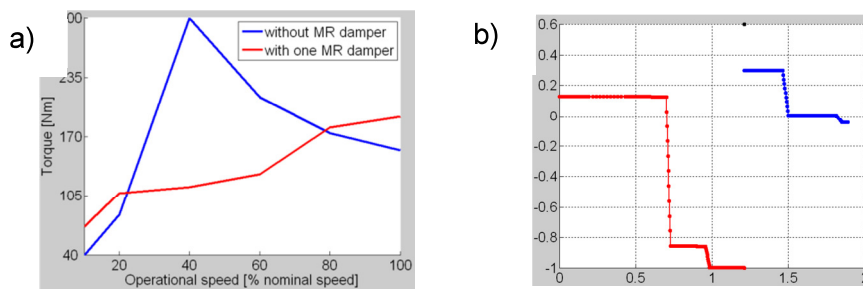 a)
00
235
170
105
40
Torque [Nm]
without MR damper
with one MR damper
20 40 60 80 100
Operational speed [% nominal speed]
b)
0.6
0.4
0.2
0
-0.2
-0.4
-0.6
-0.8
-1
0 0.5 1 1.5 2